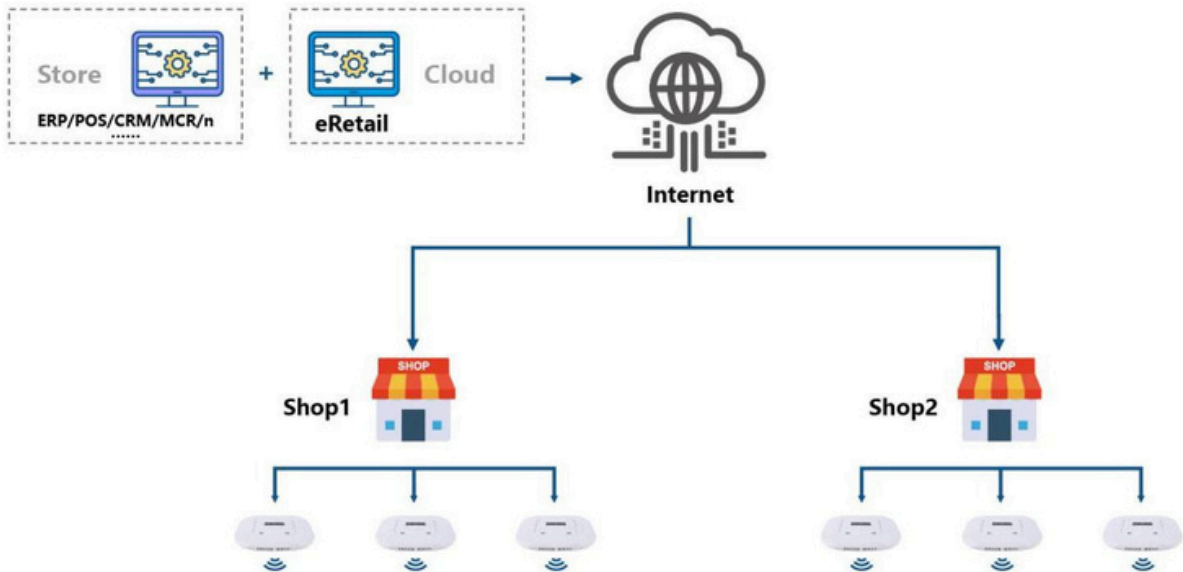 Store
Cloud
ERP/POS/CRM/MCR/n
......
eRetail
Internet
SHOP
SHOP
Shop1
Shop2